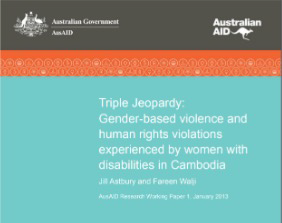 Australian Government
AusAID
Australian
AID
Triple Jeopardy:
Gender-based violence and
human rights violations
experienced by women with
disabilities in Cambodia
Jill Astbury and Fareen Walji
AusAID Research Working Paper 1, January 2013